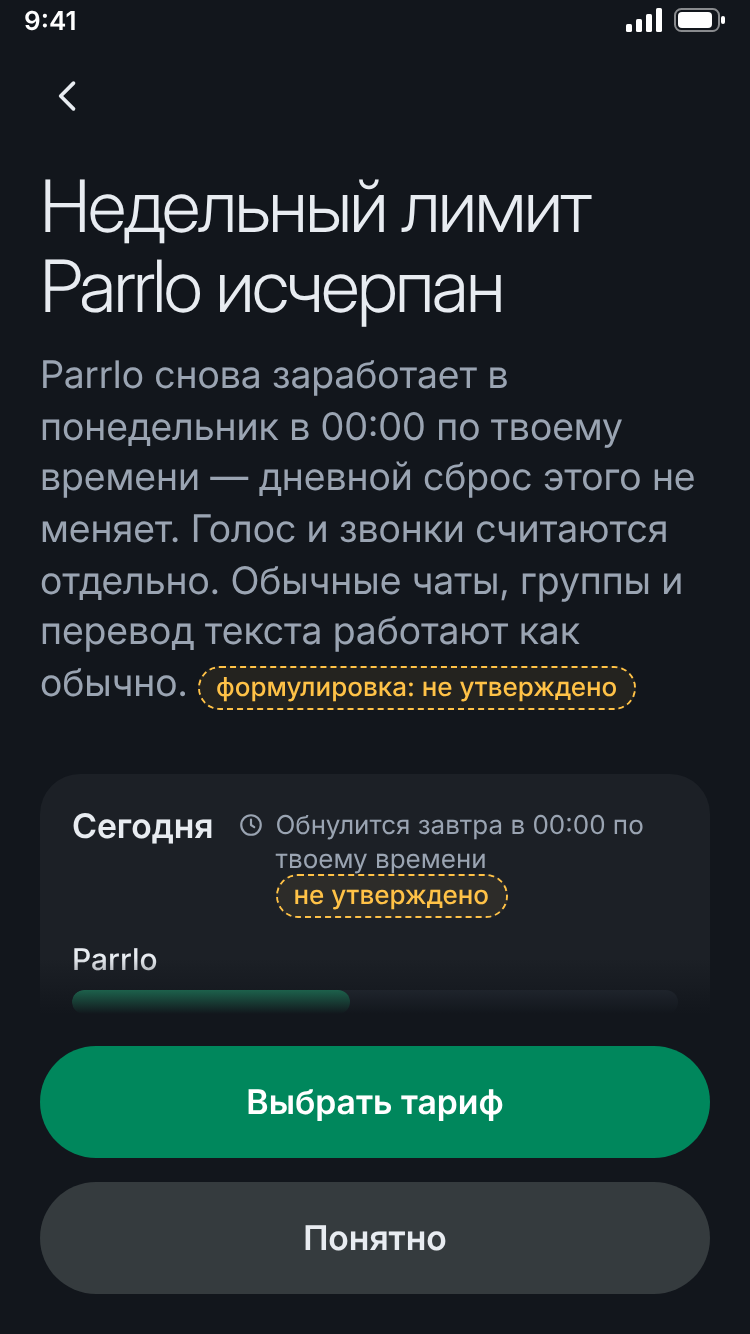 9:41
Недельный лимит
Parrlo исчерпан
Parrlo снова заработает в
понедельник в 00:00 по твоему
времени — дневной сброс этого не
меняет. Голос и звонки считаются
отдельно. Обычные чаты, группы и
перевод текста работают как
обычно. формулировка: не утверждено
Сегодня Обнулится завтра в 00:00 по
твоему времени
не утверждено
Parrlo
Выбрать тариф
Понятно